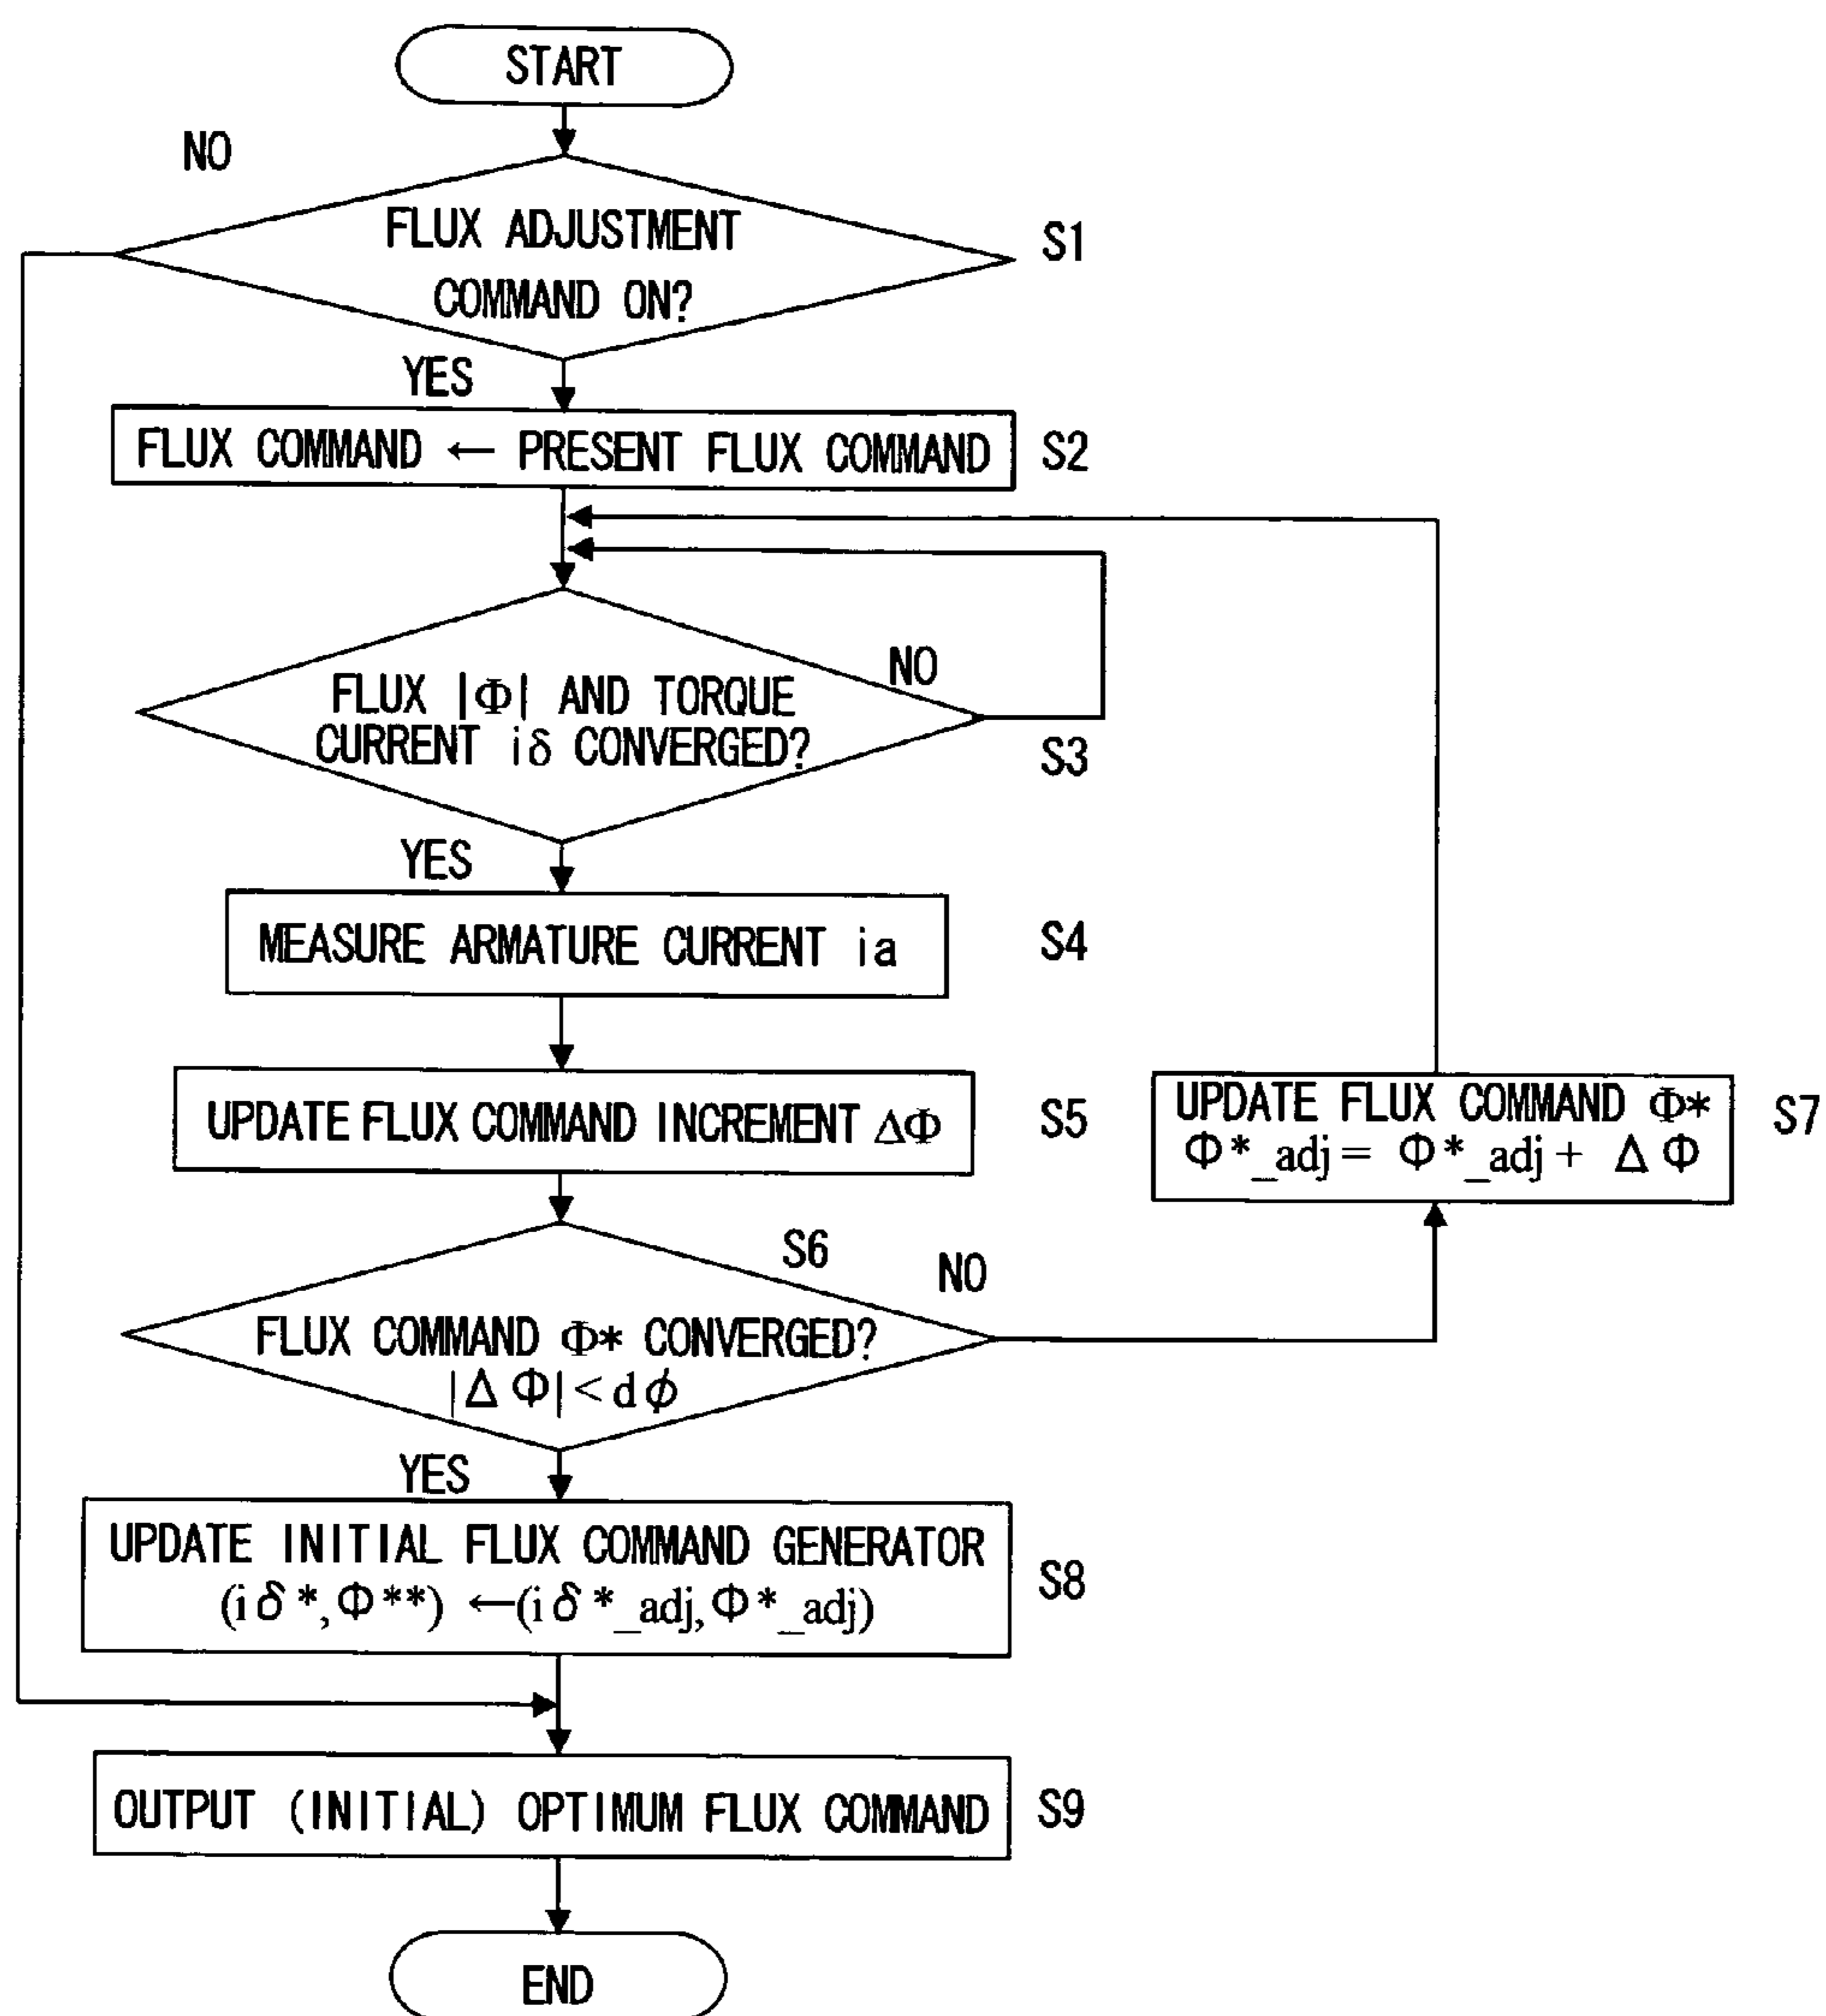 START
NO
FLUX ADJUSTMENT
COMMAND ON?
S1
YES
FLUX COMMAND ← PRESENT FLUX COMMAND
S2
FLUX |Φ| AND TORQUE
CURRENT iδ CONVERGED?
NO
S3
YES
MEASURE ARMATURE CURRENT ia
S4
UPDATE FLUX COMMAND INCREMENT ΔΦ
S5
UPDATE FLUX COMMAND Φ*
Φ*_adj = Φ*_adj + ΔΦ
S7
S6
NO
FLUX COMMAND Φ* CONVERGED?
|ΔΦ| < dϕ
YES
UPDATE INITIAL FLUX COMMAND GENERATOR
(iδ*, Φ**) ←(iδ*_adj, Φ*_adj)
S8
OUTPUT (INITIAL) OPTIMUM FLUX COMMAND
S9
END